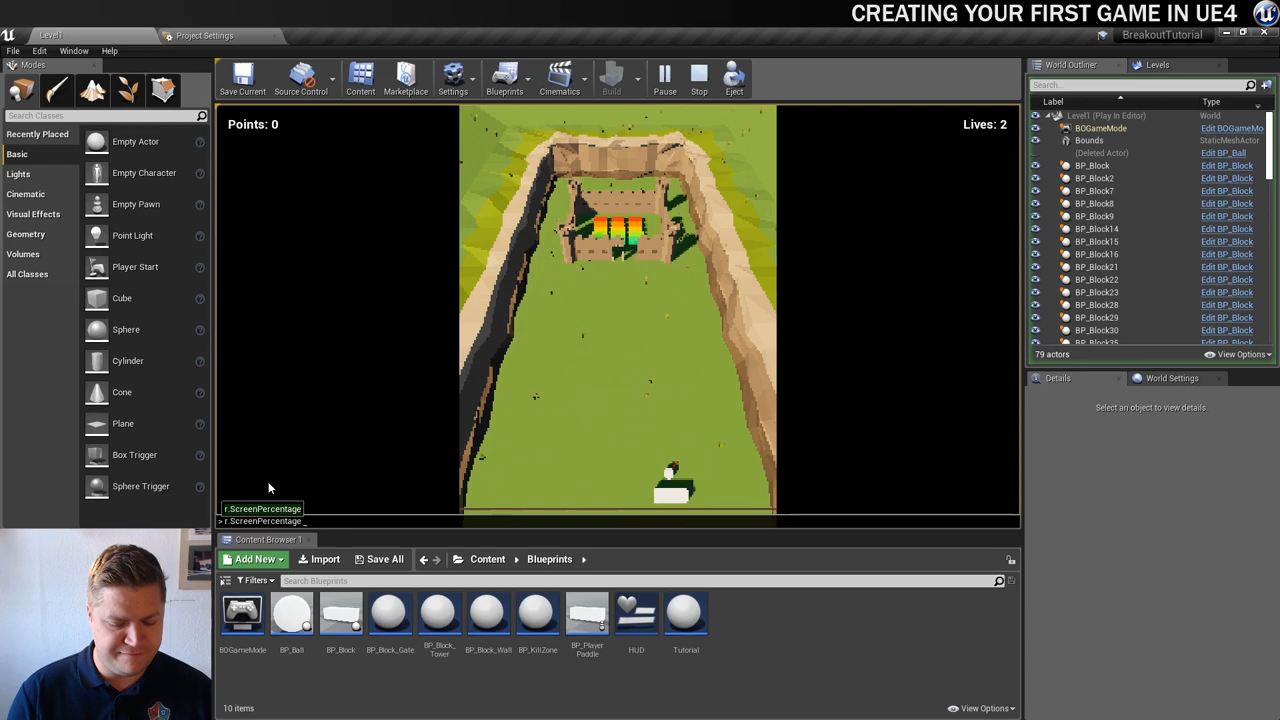 CREATING YOUR FIRST GAME IN UE4
Level1
Project Settings
BreakoutTutorial
File Edit Window Help
Modes
Search Classes
Recently Placed
Basic
Lights
Cinematic
Visual Effects
Geometry
Volumes
All Classes
Empty Actor
Empty Character
Empty Pawn
Point Light
Player Start
Cube
Sphere
Cylinder
Cone
Plane
Box Trigger
Sphere Trigger
Save Current
Source Control
Content
Marketplace
Settings
Blueprints
Cinematics
Build
Pause
Stop
Eject
Points: 0
Lives: 2
r.ScreenPercentage
> r.ScreenPercentage _
World Outliner
Levels
Search...
Label
Type
Level1 (Play In Editor) World
BOGameMode Edit BOGameMo
Bounds StaticMeshActor
(Deleted Actor) Edit BP_Ball
BP_Block Edit BP_Block
BP_Block2 Edit BP_Block
BP_Block7 Edit BP_Block
BP_Block8 Edit BP_Block
BP_Block9 Edit BP_Block
BP_Block14 Edit BP_Block
BP_Block15 Edit BP_Block
BP_Block16 Edit BP_Block
BP_Block21 Edit BP_Block
BP_Block22 Edit BP_Block
BP_Block23 Edit BP_Block
BP_Block28 Edit BP_Block
BP_Block29 Edit BP_Block
BP_Block30 Edit BP_Block
BP_Block35 Edit BP_Block
79 actors
View Options
Details
World Settings
Select an object to view details.
Content Browser 1
Add New
Import
Save All
Content
Blueprints
Filters
Search Blueprints
BOGameMode
BP_Ball
BP_Block
BP_Block_Gate
BP_Block_
Tower
BP_Block_Wall
BP_KillZone
BP_Player
Paddle
HUD
Tutorial
10 items
View Options